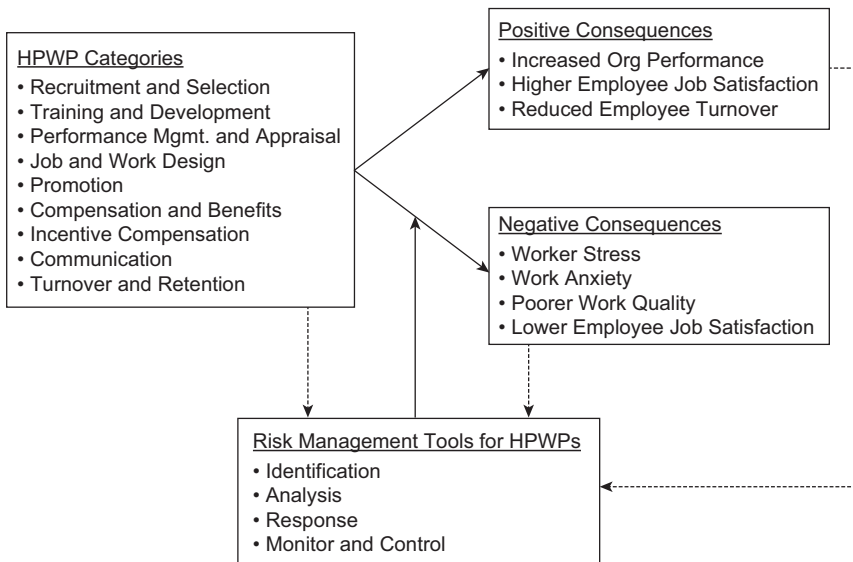 HPWP Categories
• Recruitment and Selection
• Training and Development
• Performance Mgmt. and Appraisal
• Job and Work Design
• Promotion
• Compensation and Benefits
• Incentive Compensation
• Communication
• Turnover and Retention
Positive Consequences
• Increased Org Performance
• Higher Employee Job Satisfaction
• Reduced Employee Turnover
Negative Consequences
• Worker Stress
• Work Anxiety
• Poorer Work Quality
• Lower Employee Job Satisfaction
Risk Management Tools for HPWPs
• Identification
• Analysis
• Response
• Monitor and Control